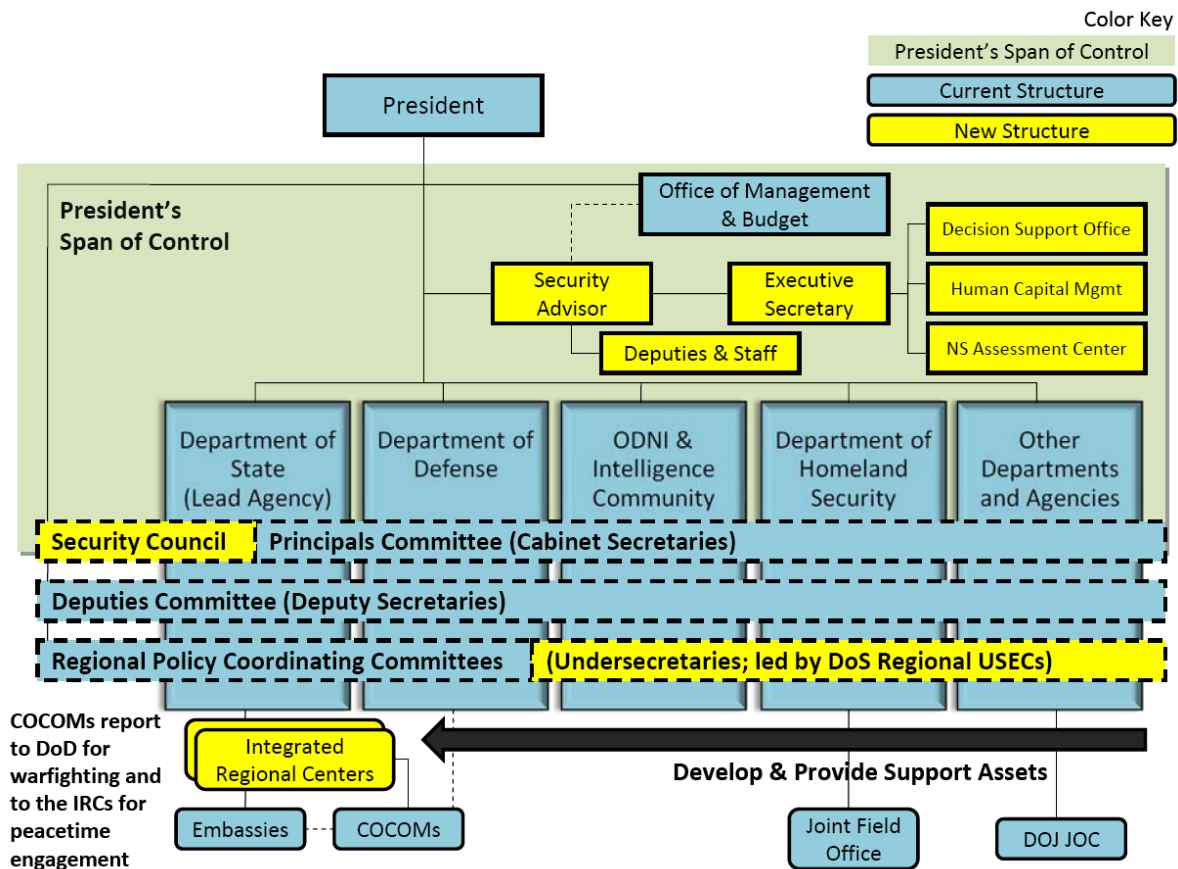 Color Key
President's Span of Control
Current Structure
New Structure
President
President's
Span of Control
Office of Management
& Budget
Security
Advisor
Executive
Secretary
Deputies & Staff
Decision Support Office
Human Capital Mgmt
NS Assessment Center
Department of
State
(Lead Agency)
Department of
Defense
ODNI &
Intelligence
Community
Department of
Homeland
Security
Other
Departments
and Agencies
Security Council
Principals Committee (Cabinet Secretaries)
Deputies Committee (Deputy Secretaries)
Regional Policy Coordinating Committees
(Undersecretaries; led by DoS Regional USECs)
COCOMs report
to DoD for
warfighting and
to the IRCs for
peacetime
engagement
Integrated
Regional Centers
Develop & Provide Support Assets
Embassies
COCOMs
Joint Field
Office
DOJ JOC